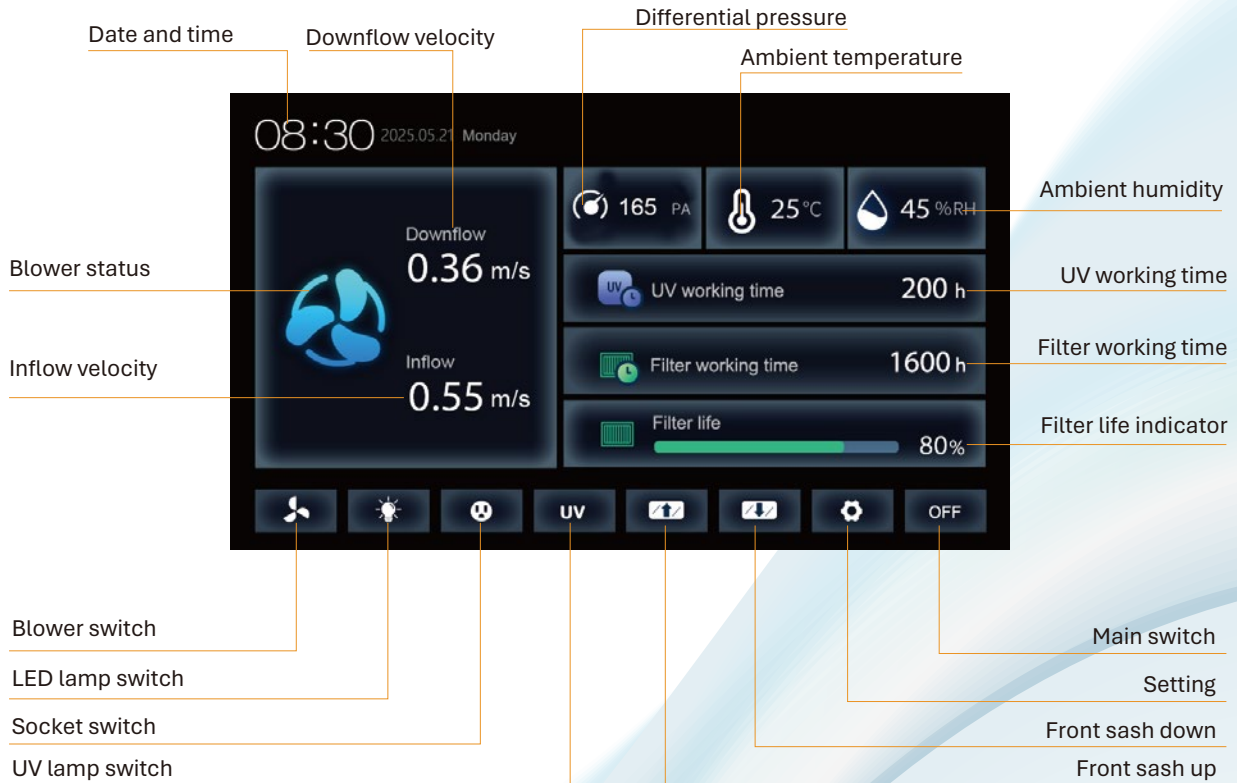 Differential pressure
Date and time
Downflow velocity
Ambient temperature
08:30 2025.05.21 Monday
165 PA
25°C
45 %RH
Ambient humidity
Downflow
0.36 m/s
Blower status
UV
UV working time
200 h
UV working time
Inflow
0.55 m/s
Inflow velocity
Filter working time
1600 h
Filter working time
Filter life
80%
Filter life indicator
UV
OFF
Blower switch
Main switch
LED lamp switch
Setting
Socket switch
Front sash down
UV lamp switch
Front sash up